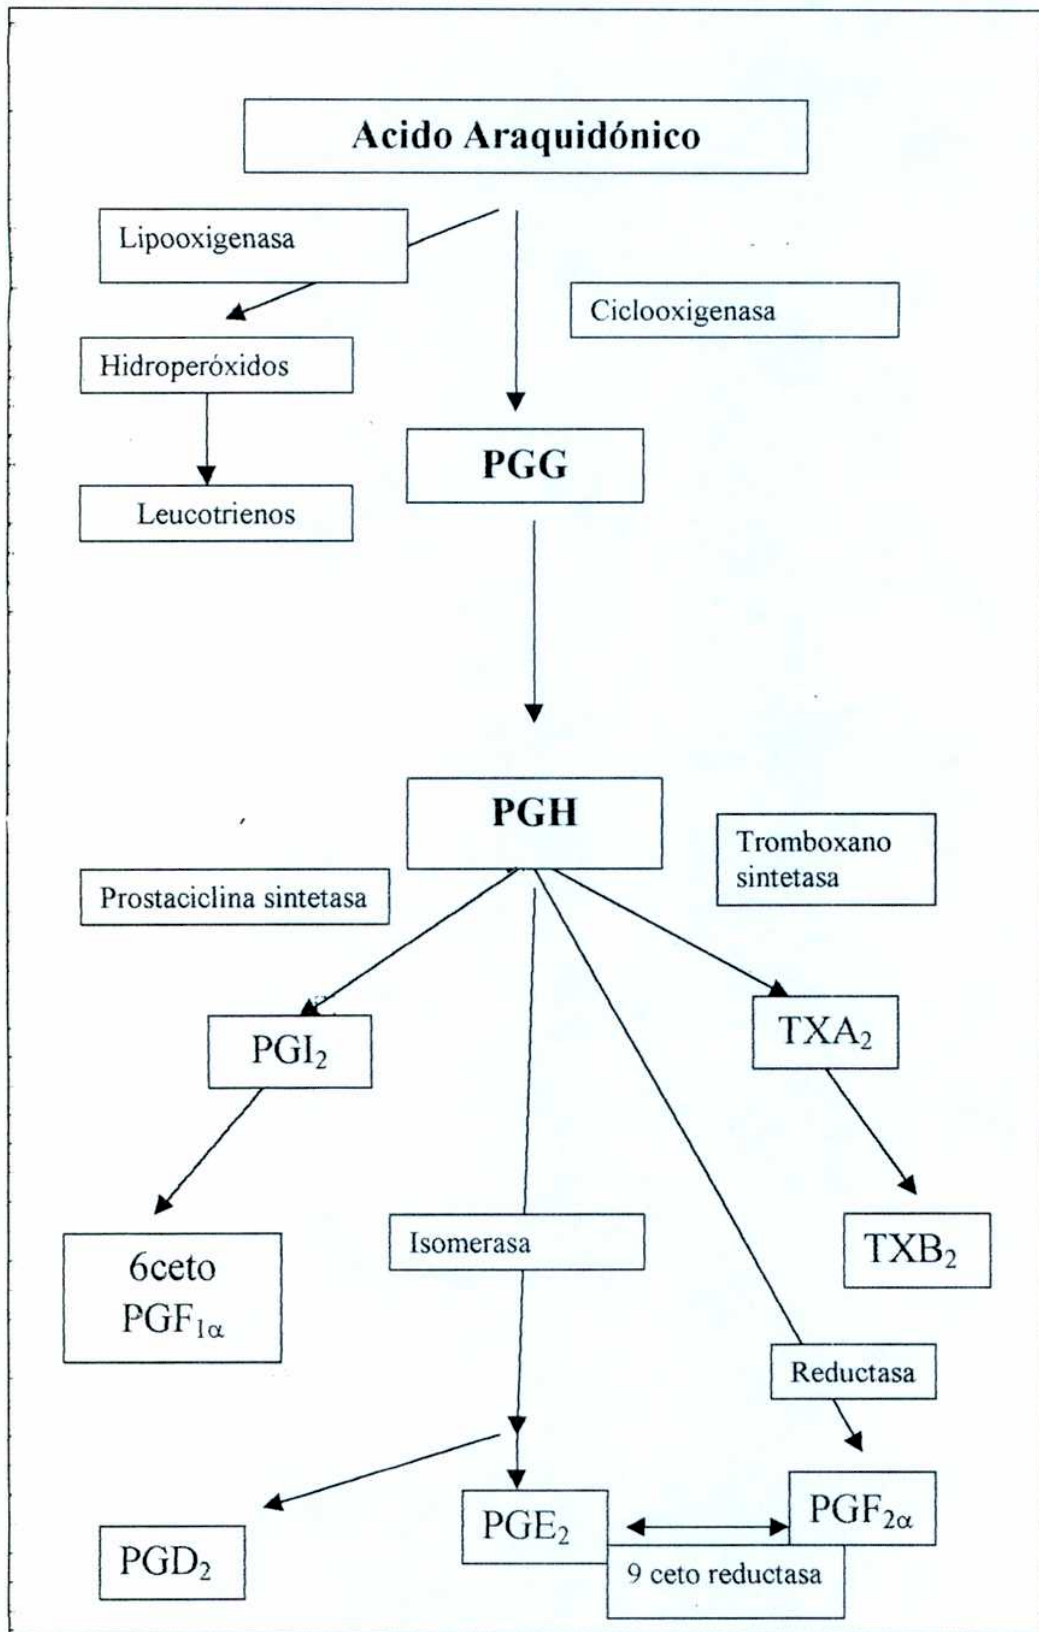 Acido Araquidónico
Lipooxigenasa
Ciclooxigenasa
Hidroperóxidos
PGG
Leucotrienos
PGH
Tromboxano
sintetasa
Prostaciclina sintetasa
PGI₂
TXA₂
6ceto
PGF₁α
Isomerasa
TXB₂
Reductasa
PGD₂
PGE₂
PGF₂α
9 ceto reductasa